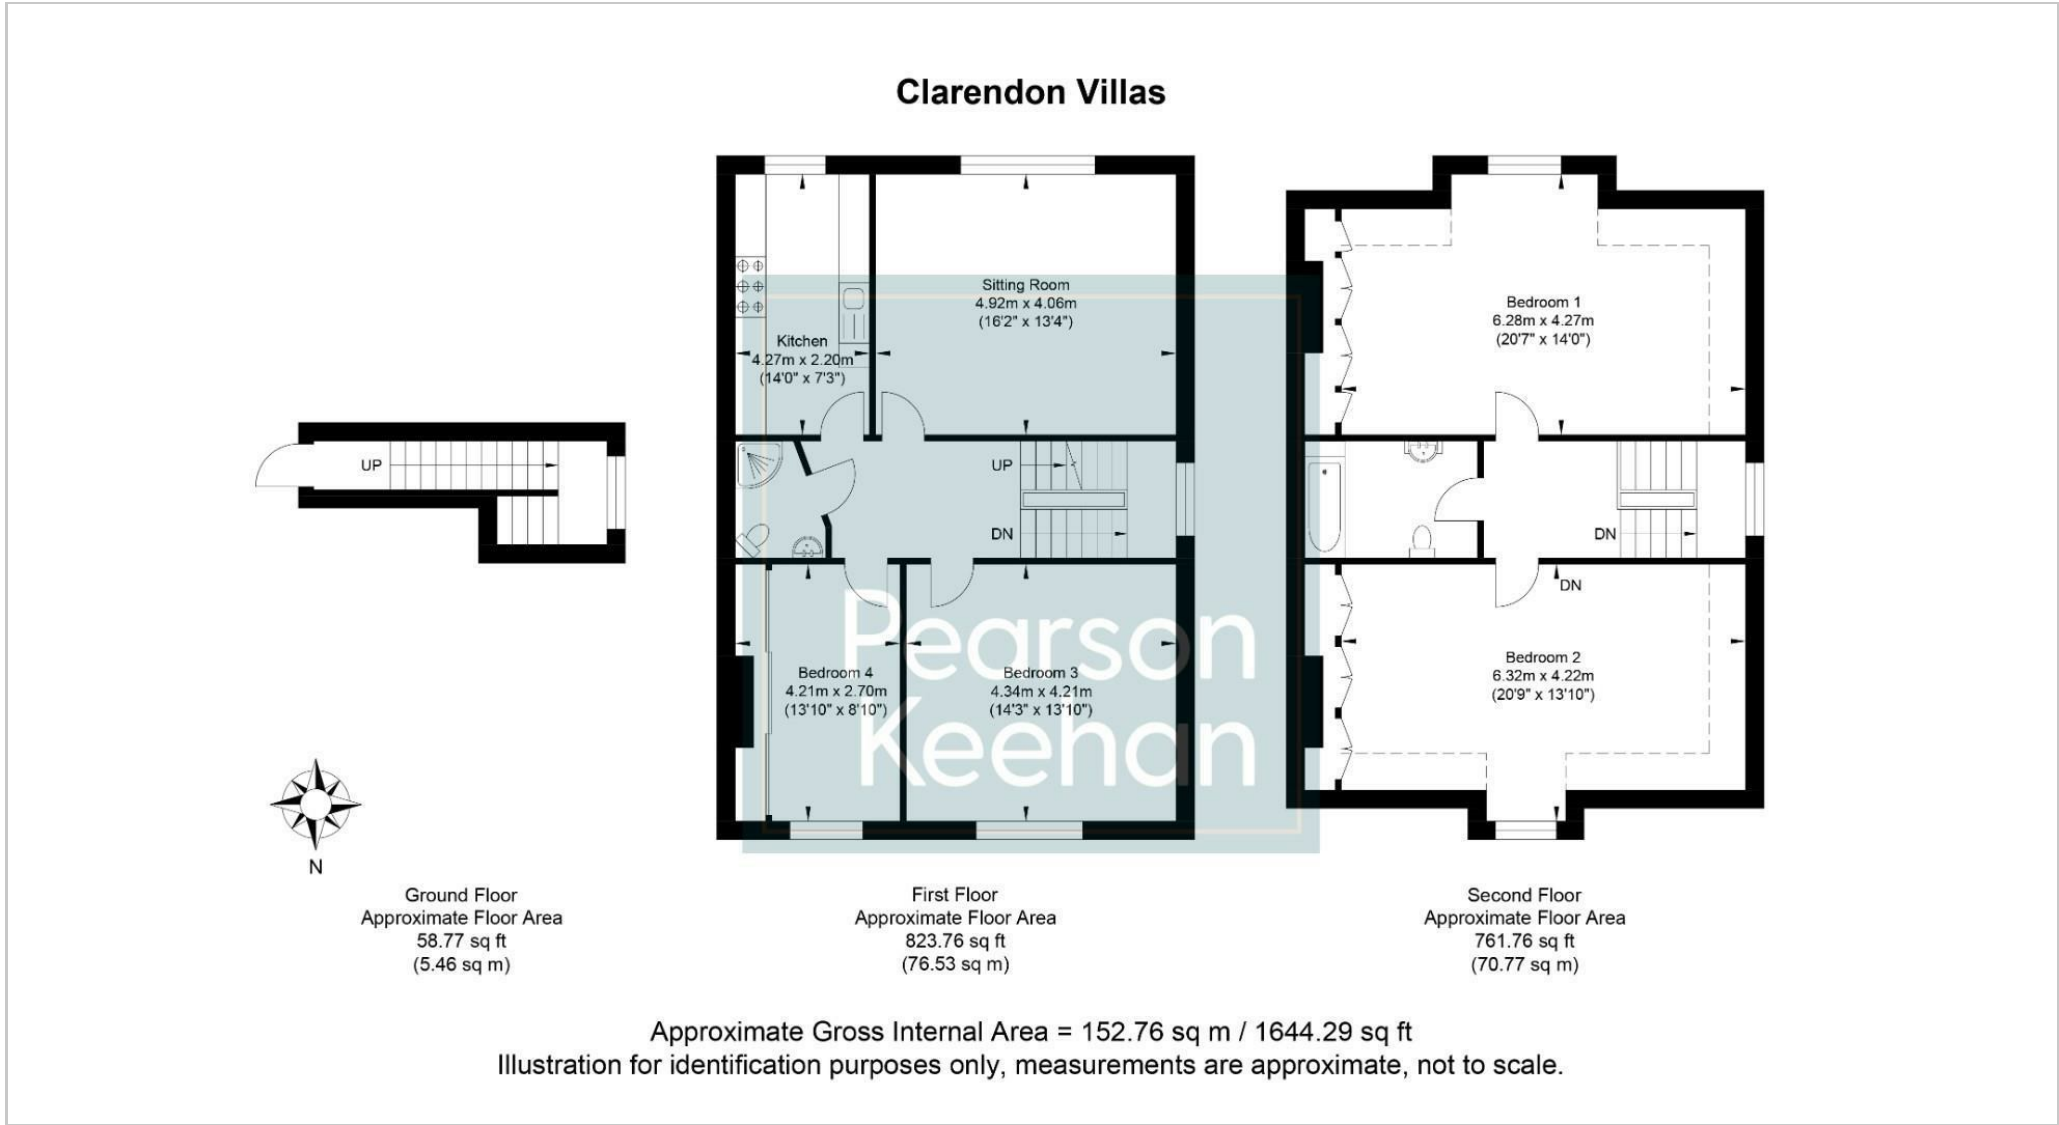 Clarendon Villas
UP
Kitchen
4.27m x 2.20m
(14'0" x 7'3")
Sitting Room
4.92m x 4.06m
(16'2" x 13'4")
UP
DN
Bedroom 4
4.21m x 2.70m
(13'10" x 8'10")
Bedroom 3
4.34m x 4.21m
(14'3" x 13'10")
Pearson
Keehan
Bedroom 1
6.28m x 4.27m
(20'7" x 14'0")
DN
DN
Bedroom 2
6.32m x 4.22m
(20'9" x 13'10")
N
Ground Floor
Approximate Floor Area
58.77 sq ft
(5.46 sq m)
First Floor
Approximate Floor Area
823.76 sq ft
(76.53 sq m)
Second Floor
Approximate Floor Area
761.76 sq ft
(70.77 sq m)
Approximate Gross Internal Area = 152.76 sq m / 1644.29 sq ft
Illustration for identification purposes only, measurements are approximate, not to scale.